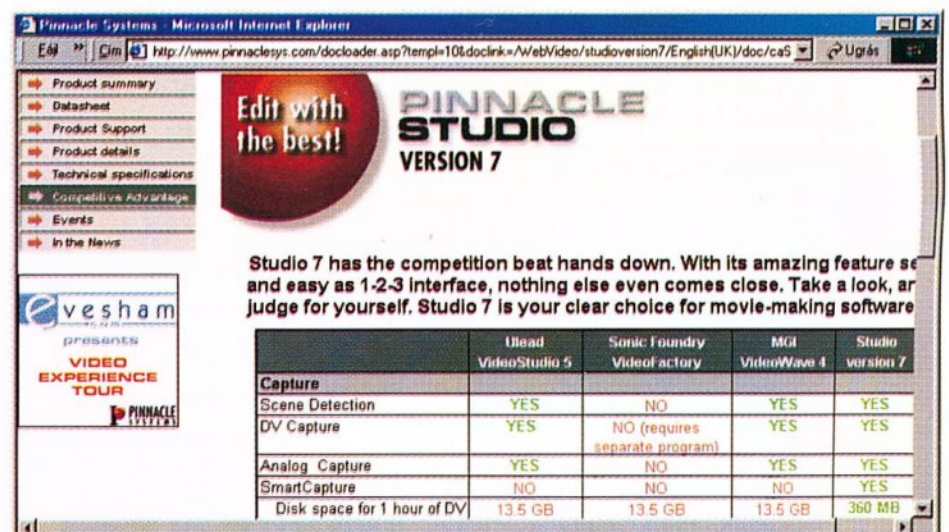 Pinnacle Systems - Microsoft Internet Explorer
Fájl » Cím http://www.pinnaclesys.com/docloader.asp?templ=10&doclink=/WebVideo/studioversion7/English(UK)/doc/caS Ugrás
Product summary
Datasheet
Product Support
Product details
Technical specifications
Competitive Advantage
Events
In the News
evesham
.com
presents
VIDEO
EXPERIENCE
TOUR
PINNACLE
SYSTEMS
Edit with
the best!
PINNACLE
STUDIO
VERSION 7
Studio 7 has the competition beat hands down. With its amazing feature se
and easy as 1-2-3 interface, nothing else even comes close. Take a look, an
judge for yourself. Studio 7 is your clear choice for movie-making software
Ulead VideoStudio 5 Sonic Foundry VideoFactory MGI VideoWave 4 Studio version 7
Capture
Scene Detection YES NO YES YES
DV Capture YES NO (requires separate program) YES YES
Analog Capture YES NO YES YES
SmartCapture NO NO NO YES
Disk space for 1 hour of DV 13.5 GB 13.5 GB 13.5 GB 360 MB